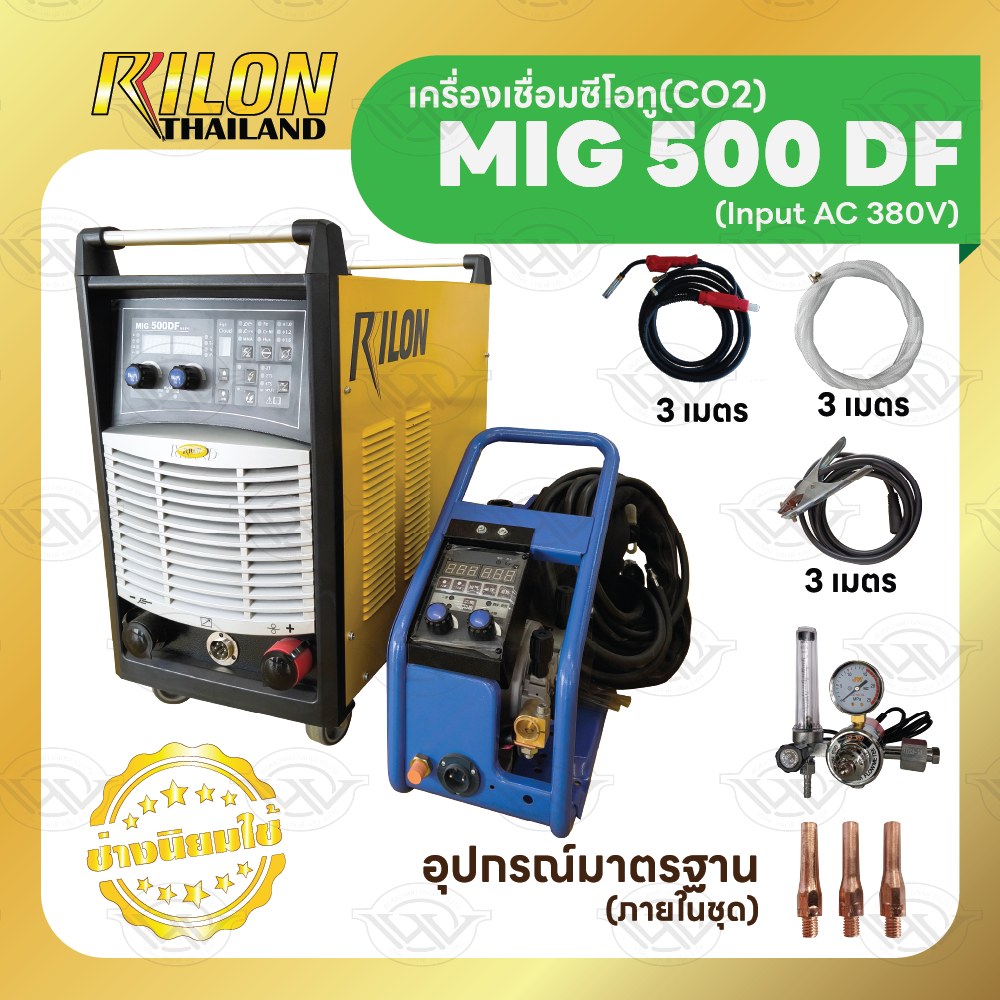 RILON
THAILAND
เครื่องเชื่อมซีโอทู(CO2)
MIG 500 DF
(Input AC 380V)
MIG 500DF
RILON
3 เมตร
3 เมตร
3 เมตร
ช่างนิยมใช้
อุปกรณ์มาตรฐาน
(ภายในชุด)